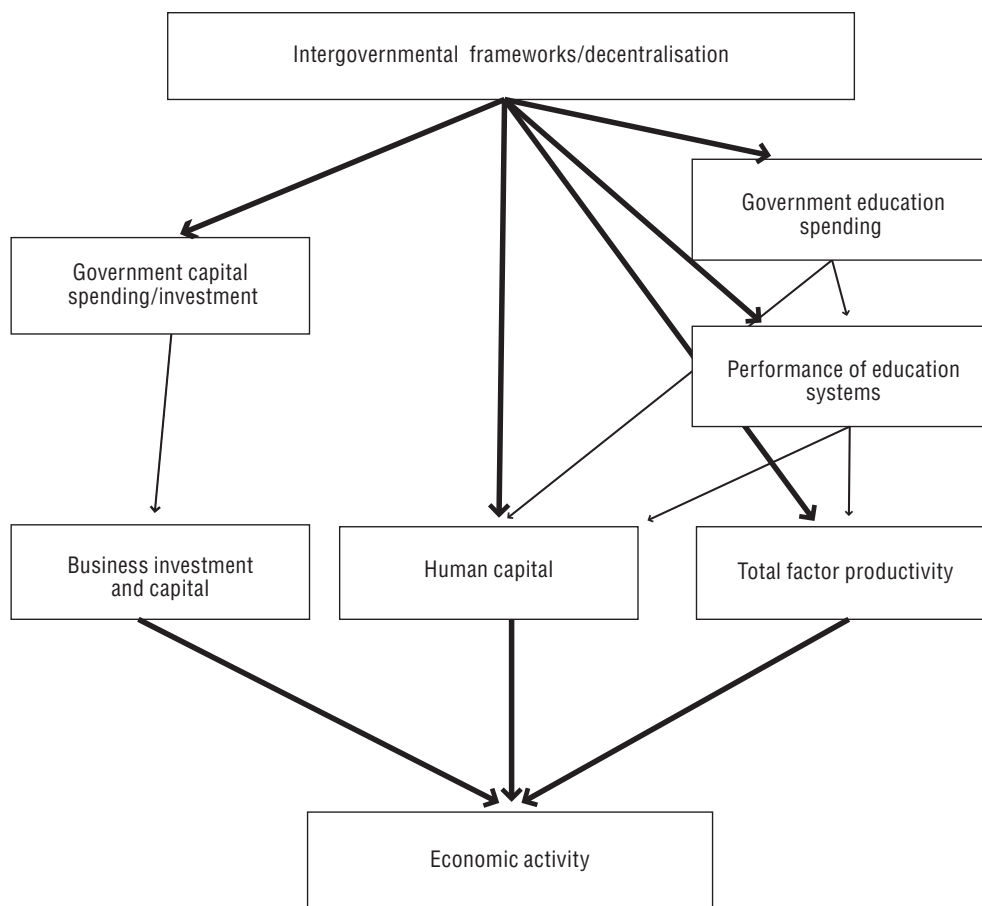 Intergovernmental frameworks/decentralisation
Government education
spending
Government capital
spending/investment
Performance of education
systems
Business investment
and capital
Human capital
Total factor productivity
Economic activity